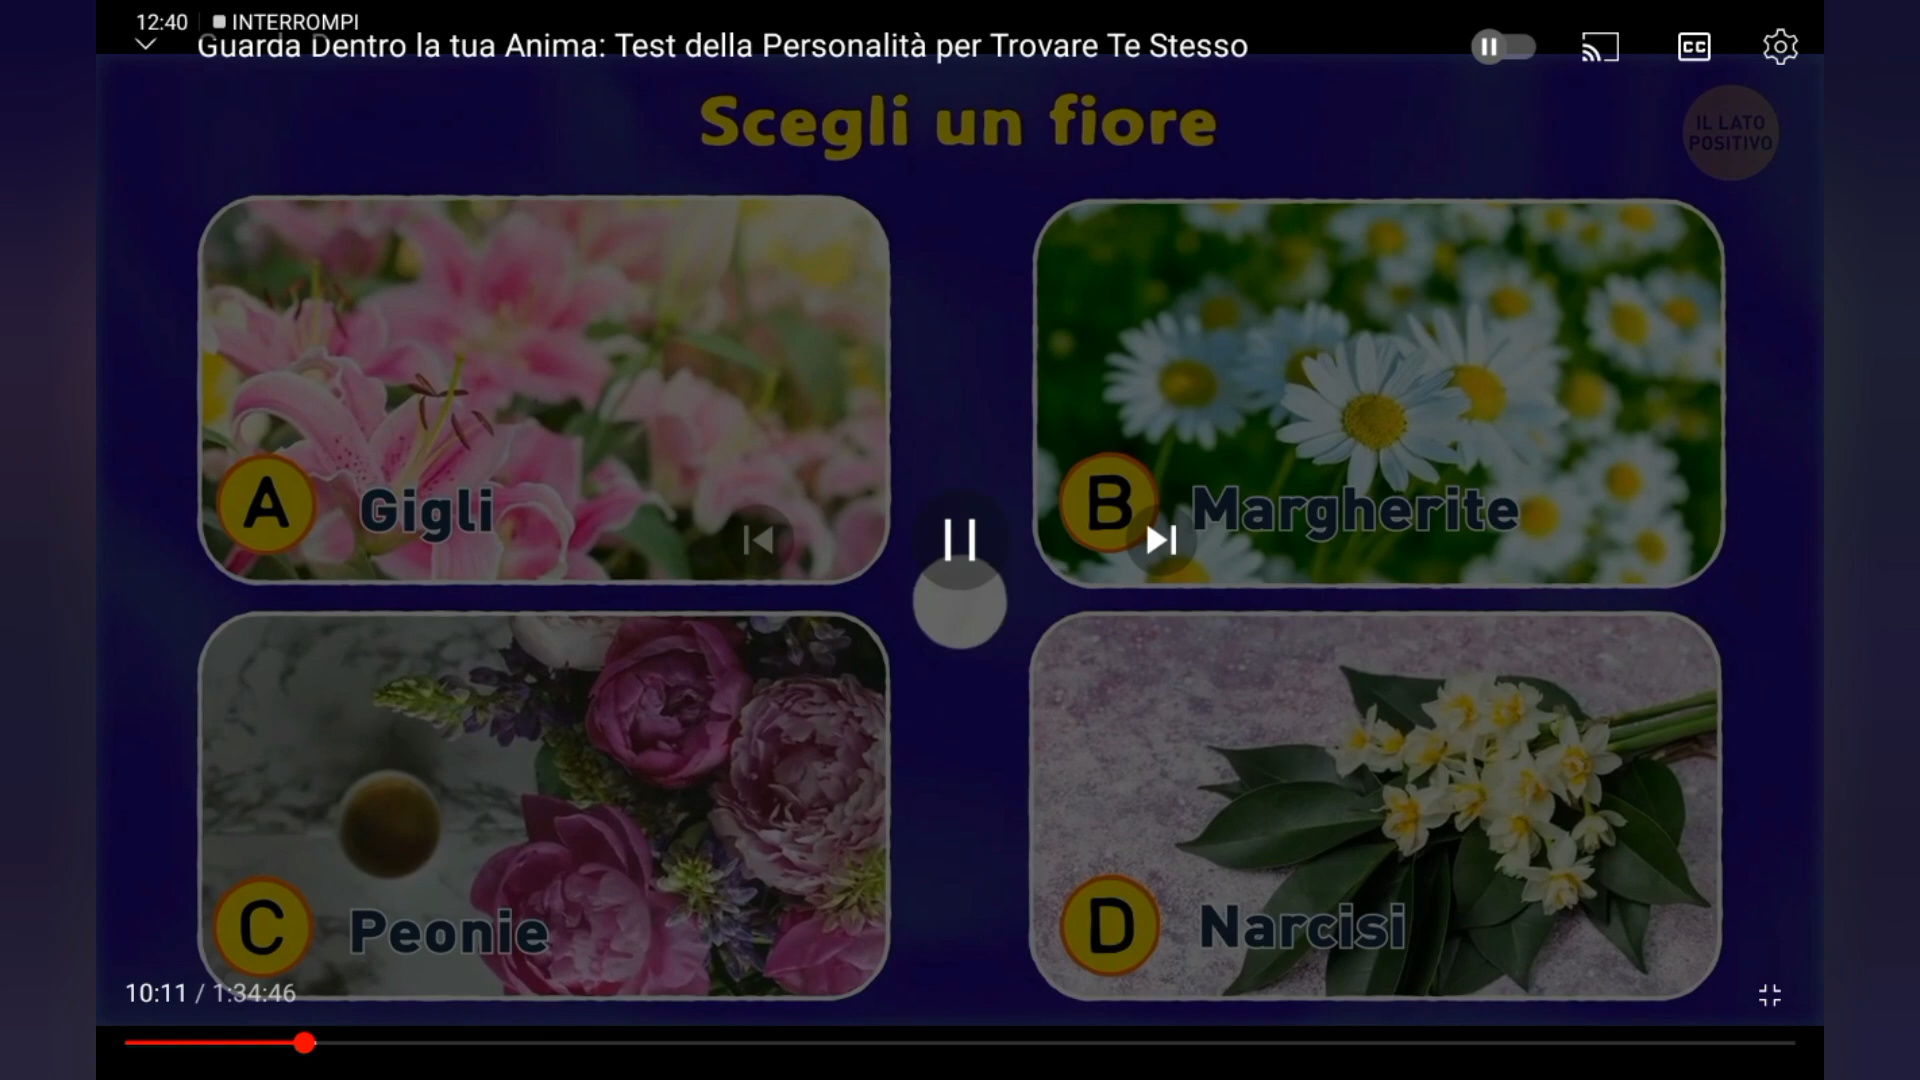 12:40 INTERROMPI
Guarda Dentro la tua Anima: Test della Personalità per Trovare Te Stesso
CC
Scegli un fiore
IL LATO
POSITIVO
A Gigli
B Margherite
C Peonie
D Narcisi
10:11 / 1:34:46